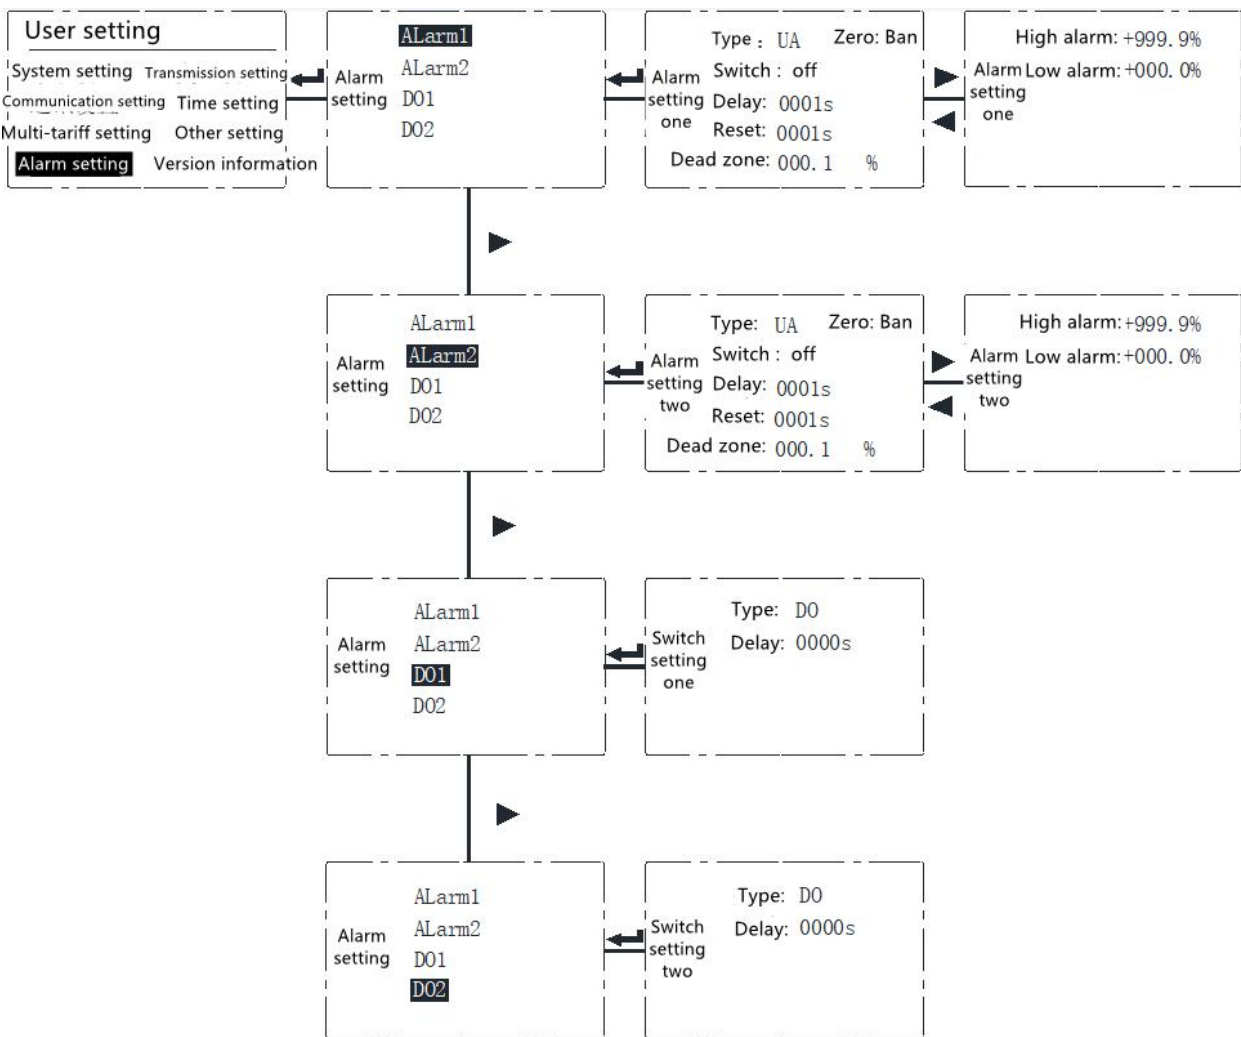 User setting
System setting Transmission setting
Communication setting Time setting
Multi-tariff setting Other setting
Alarm setting Version information
Alarm
setting
ALarm1
ALarm2
DO1
DO2
Alarm
setting
one
Type : UA Zero: Ban
Switch : off
Delay: 0001s
Reset: 0001s
Dead zone: 000.1 %
Alarm
setting
one
High alarm: +999.9%
Low alarm: +000.0%
Alarm
setting
ALarm1
ALarm2
DO1
DO2
Alarm
setting
two
Type: UA Zero: Ban
Switch : off
Delay: 0001s
Reset: 0001s
Dead zone: 000.1 %
Alarm
setting
two
High alarm: +999.9%
Low alarm: +000.0%
Alarm
setting
ALarm1
ALarm2
DO1
DO2
Switch
setting
one
Type: DO
Delay: 0000s
Alarm
setting
ALarm1
ALarm2
DO1
DO2
Switch
setting
two
Type: DO
Delay: 0000s